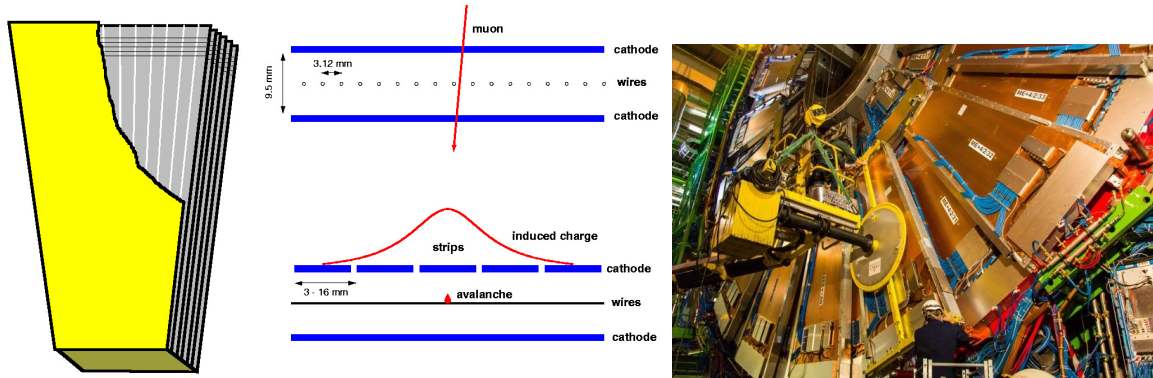 muon
cathode
3.12 mm
wires
9.5 mm
cathode
induced charge
strips
cathode
3 - 16 mm
avalanche
wires
cathode
ME+4/2/33
ME+4/2/32